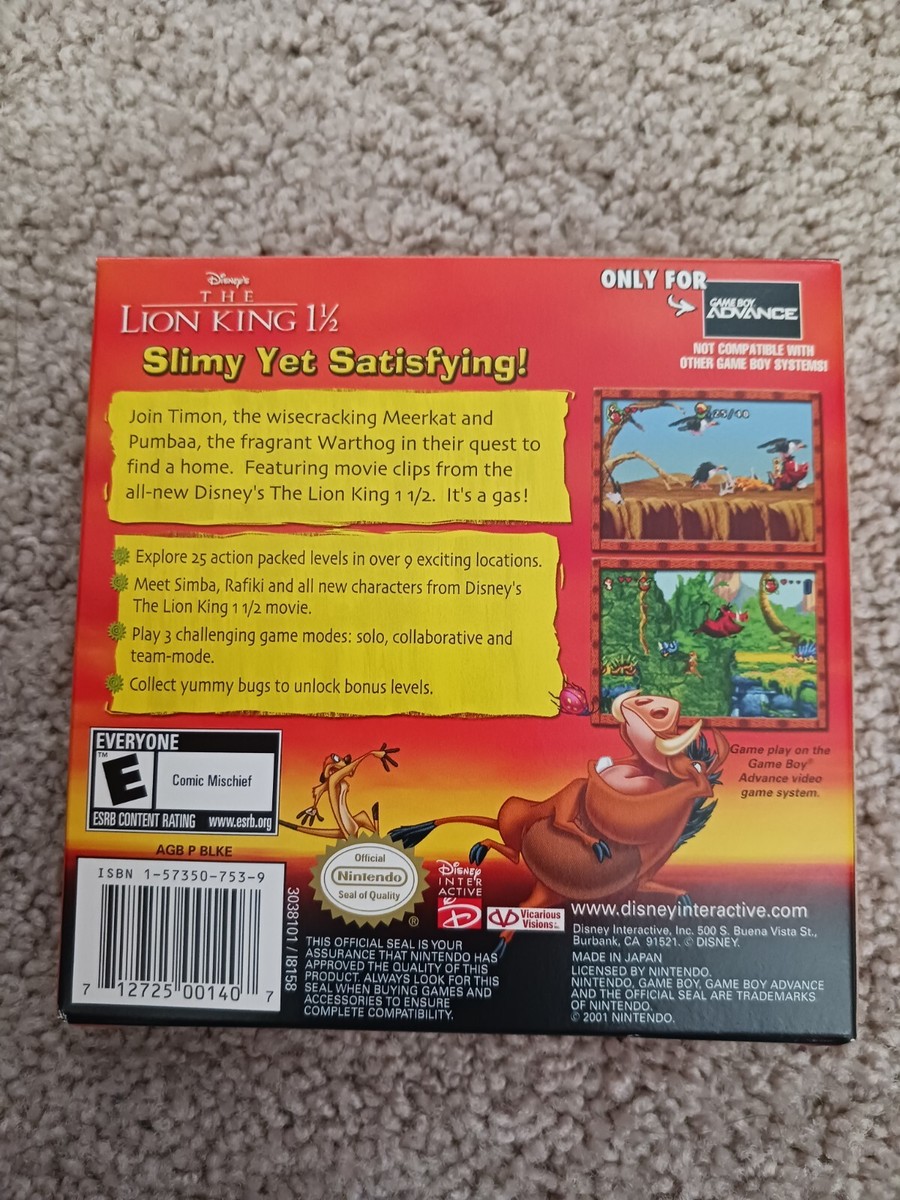 Disney's
THE
LION KING 1½
Slimy Yet Satisfying!
ONLY FOR
GAME BOY
ADVANCE
NOT COMPATIBLE WITH
OTHER GAME BOY SYSTEMS!
Join Timon, the wisecracking Meerkat and
Pumbaa, the fragrant Warthog in their quest to
find a home. Featuring movie clips from the
all-new Disney's The Lion King 1 1/2. It's a gas!
Explore 25 action packed levels in over 9 exciting locations.
Meet Simba, Rafiki and all new characters from Disney's
The Lion King 1 1/2 movie.
Play 3 challenging game modes: solo, collaborative and
team-mode.
Collect yummy bugs to unlock bonus levels.
Game play on the
Game Boy®
Advance video
game system.
EVERYONE
™
E
Comic Mischief
ESRB CONTENT RATING www.esrb.org
AGB P BLKE
ISBN 1-57350-753-9
7 12725 00140 7
3038101 / I8158
Official
Nintendo
Seal of Quality
®
DISNEY
INTER
ACTIVE
D
VV Vicarious
Visions
THIS OFFICIAL SEAL IS YOUR
ASSURANCE THAT NINTENDO HAS
APPROVED THE QUALITY OF THIS
PRODUCT. ALWAYS LOOK FOR THIS
SEAL WHEN BUYING GAMES AND
ACCESSORIES TO ENSURE
COMPLETE COMPATIBILITY.
www.disneyinteractive.com
Disney Interactive, Inc. 500 S. Buena Vista St.,
Burbank, CA 91521. © DISNEY.
MADE IN JAPAN
LICENSED BY NINTENDO.
NINTENDO, GAME BOY, GAME BOY ADVANCE
AND THE OFFICIAL SEAL ARE TRADEMARKS
OF NINTENDO.
© 2001 NINTENDO.